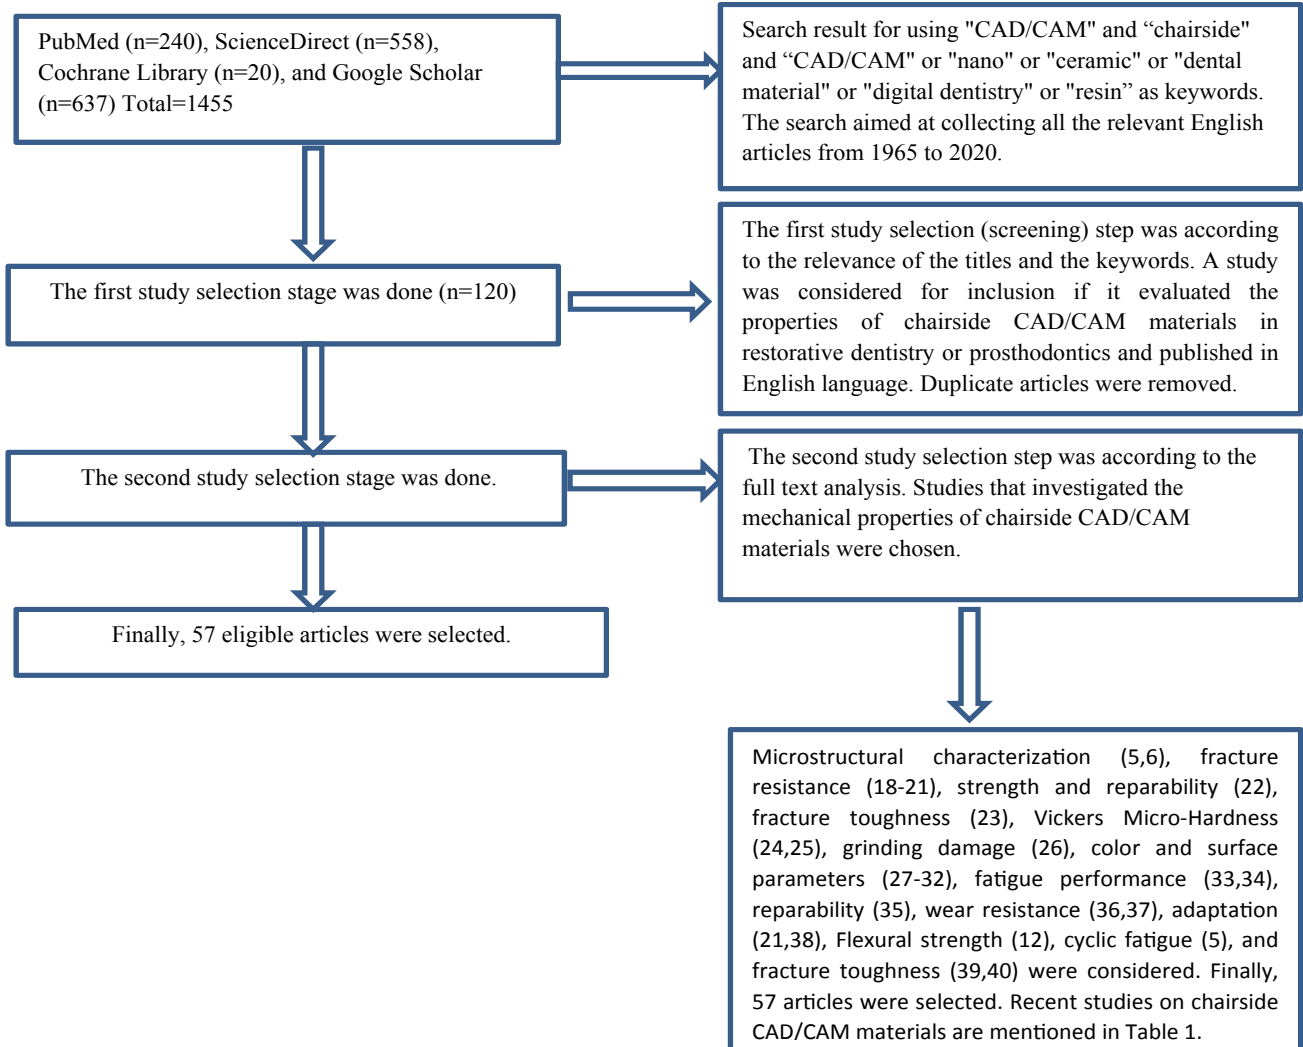 PubMed (n=240), ScienceDirect (n=558),
Cochrane Library (n=20), and Google Scholar
(n=637) Total=1455
Search result for using "CAD/CAM" and “chairside"
and “CAD/CAM" or "nano" or "ceramic" or "dental
material" or "digital dentistry" or "resin” as keywords.
The search aimed at collecting all the relevant English
articles from 1965 to 2020.
The first study selection stage was done (n=120)
The first study selection (screening) step was according
to the relevance of the titles and the keywords. A study
was considered for inclusion if it evaluated the
properties of chairside CAD/CAM materials in
restorative dentistry or prosthodontics and published in
English language. Duplicate articles were removed.
The second study selection stage was done.
The second study selection step was according to the
full text analysis. Studies that investigated the
mechanical properties of chairside CAD/CAM
materials were chosen.
Finally, 57 eligible articles were selected.
Microstructural characterization (5,6), fracture
resistance (18-21), strength and reparability (22),
fracture toughness (23), Vickers Micro-Hardness
(24,25), grinding damage (26), color and surface
parameters (27-32), fatigue performance (33,34),
reparability (35), wear resistance (36,37), adaptation
(21,38), Flexural strength (12), cyclic fatigue (5), and
fracture toughness (39,40) were considered. Finally,
57 articles were selected. Recent studies on chairside
CAD/CAM materials are mentioned in Table 1.